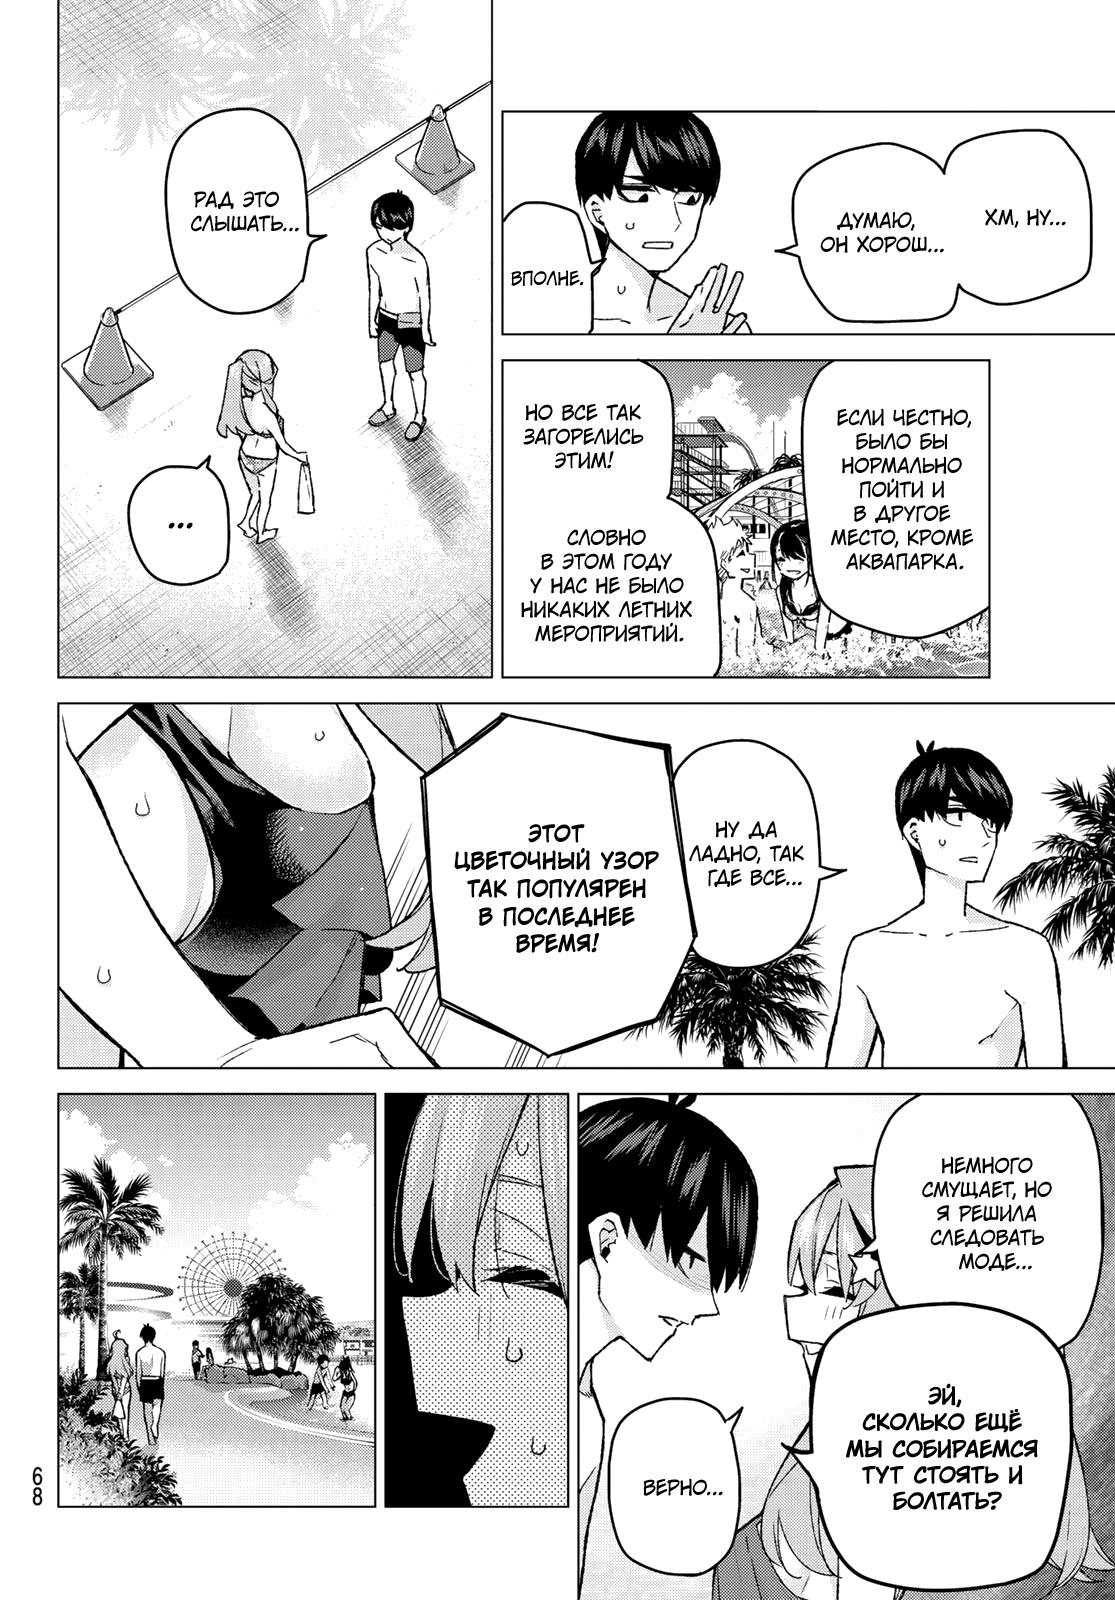 ХМ, НУ...
ДУМАЮ,
ОН ХОРОШ...
ВПОЛНЕ.
РАД ЭТО
СЛЫШАТЬ...
...
ЕСЛИ ЧЕСТНО,
БЫЛО БЫ
НОРМАЛЬНО
ПОЙТИ И
В ДРУГОЕ
МЕСТО, КРОМЕ
АКВАПАРКА.
НО ВСЕ ТАК
ЗАГОРЕЛИСЬ
ЭТИМ!
СЛОВНО
В ЭТОМ ГОДУ
У НАС НЕ БЫЛО
НИКАКИХ ЛЕТНИХ
МЕРОПРИЯТИЙ.
НУ ДА
ЛАДНО, ТАК
ГДЕ ВСЕ...
ЭТОТ
ЦВЕТОЧНЫЙ УЗОР
ТАК ПОПУЛЯРЕН
В ПОСЛЕДНЕЕ
ВРЕМЯ!
НЕМНОГО
СМУЩАЕТ, НО
Я РЕШИЛА
СЛЕДОВАТЬ
МОДЕ...
ЭЙ,
СКОЛЬКО ЕЩЁ
МЫ СОБИРАЕМСЯ
ТУТ СТОЯТЬ И
БОЛТАТЬ?
ВЕРНО...
68